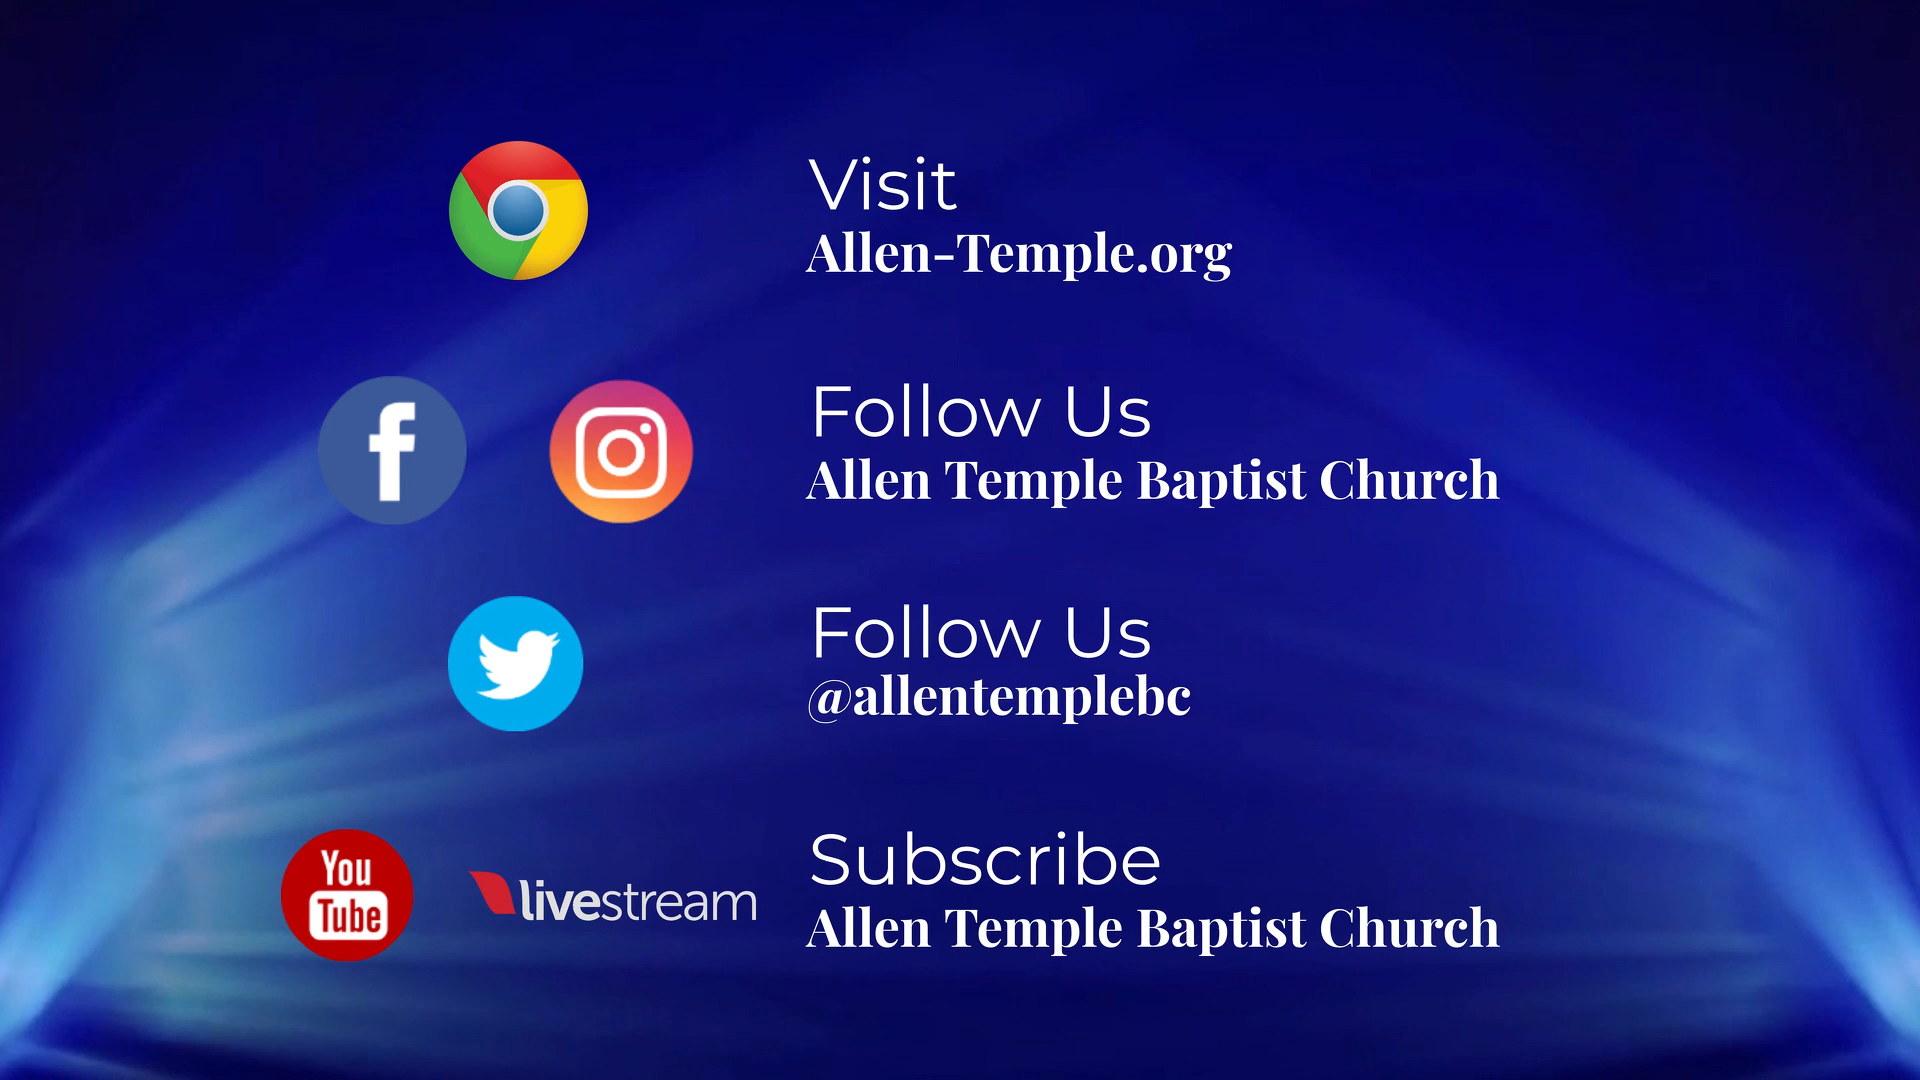 Visit
Allen-Temple.org
f
Follow Us
Allen Temple Baptist Church
Follow Us
@allentemplebc
You
Tube
livestream
Subscribe
Allen Temple Baptist Church